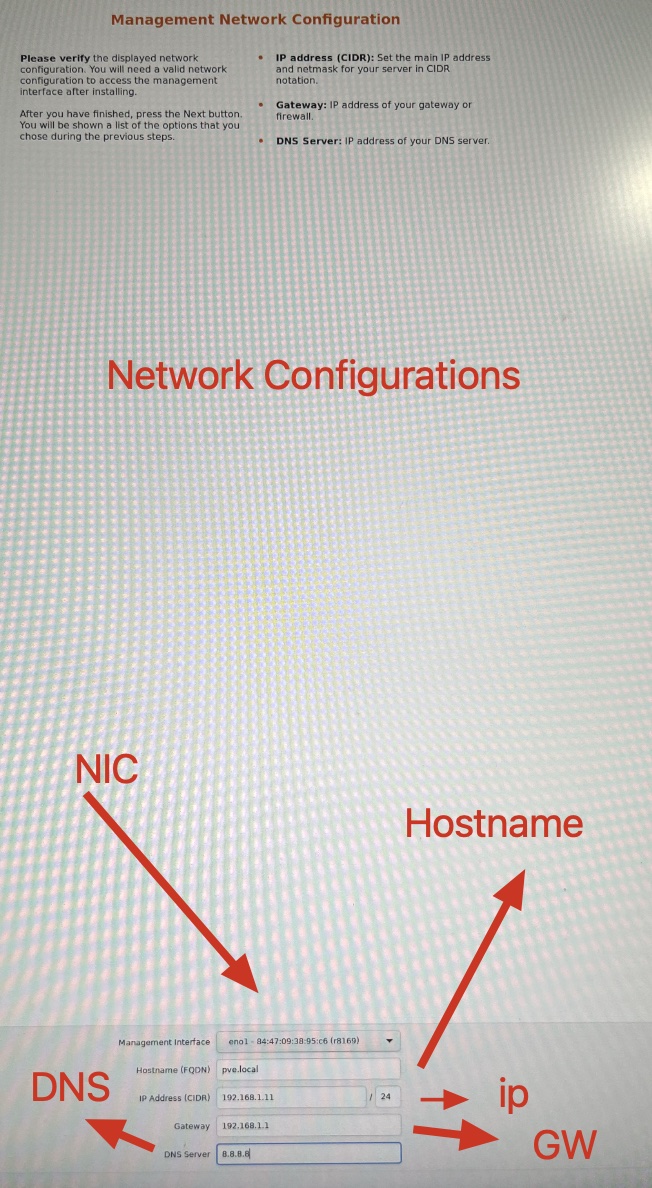 Management Network Configuration
Please verify the displayed network
configuration. You will need a valid network
configuration to access the management
interface after installing.
After you have finished, press the Next button.
You will be shown a list of the options that you
chose during the previous steps.
• IP address (CIDR): Set the main IP address
and netmask for your server in CIDR
notation.
• Gateway: IP address of your gateway or
firewall.
• DNS Server: IP address of your DNS server.
Network Configurations
NIC
Hostname
Management Interface eno1 - 84:47:09:38:95:c6 (r8169)
Hostname (FQDN) pve.local
DNS
IP Address (CIDR) 192.168.1.11 / 24
ip
Gateway 192.168.1.1
GW
DNS Server 8.8.8.8